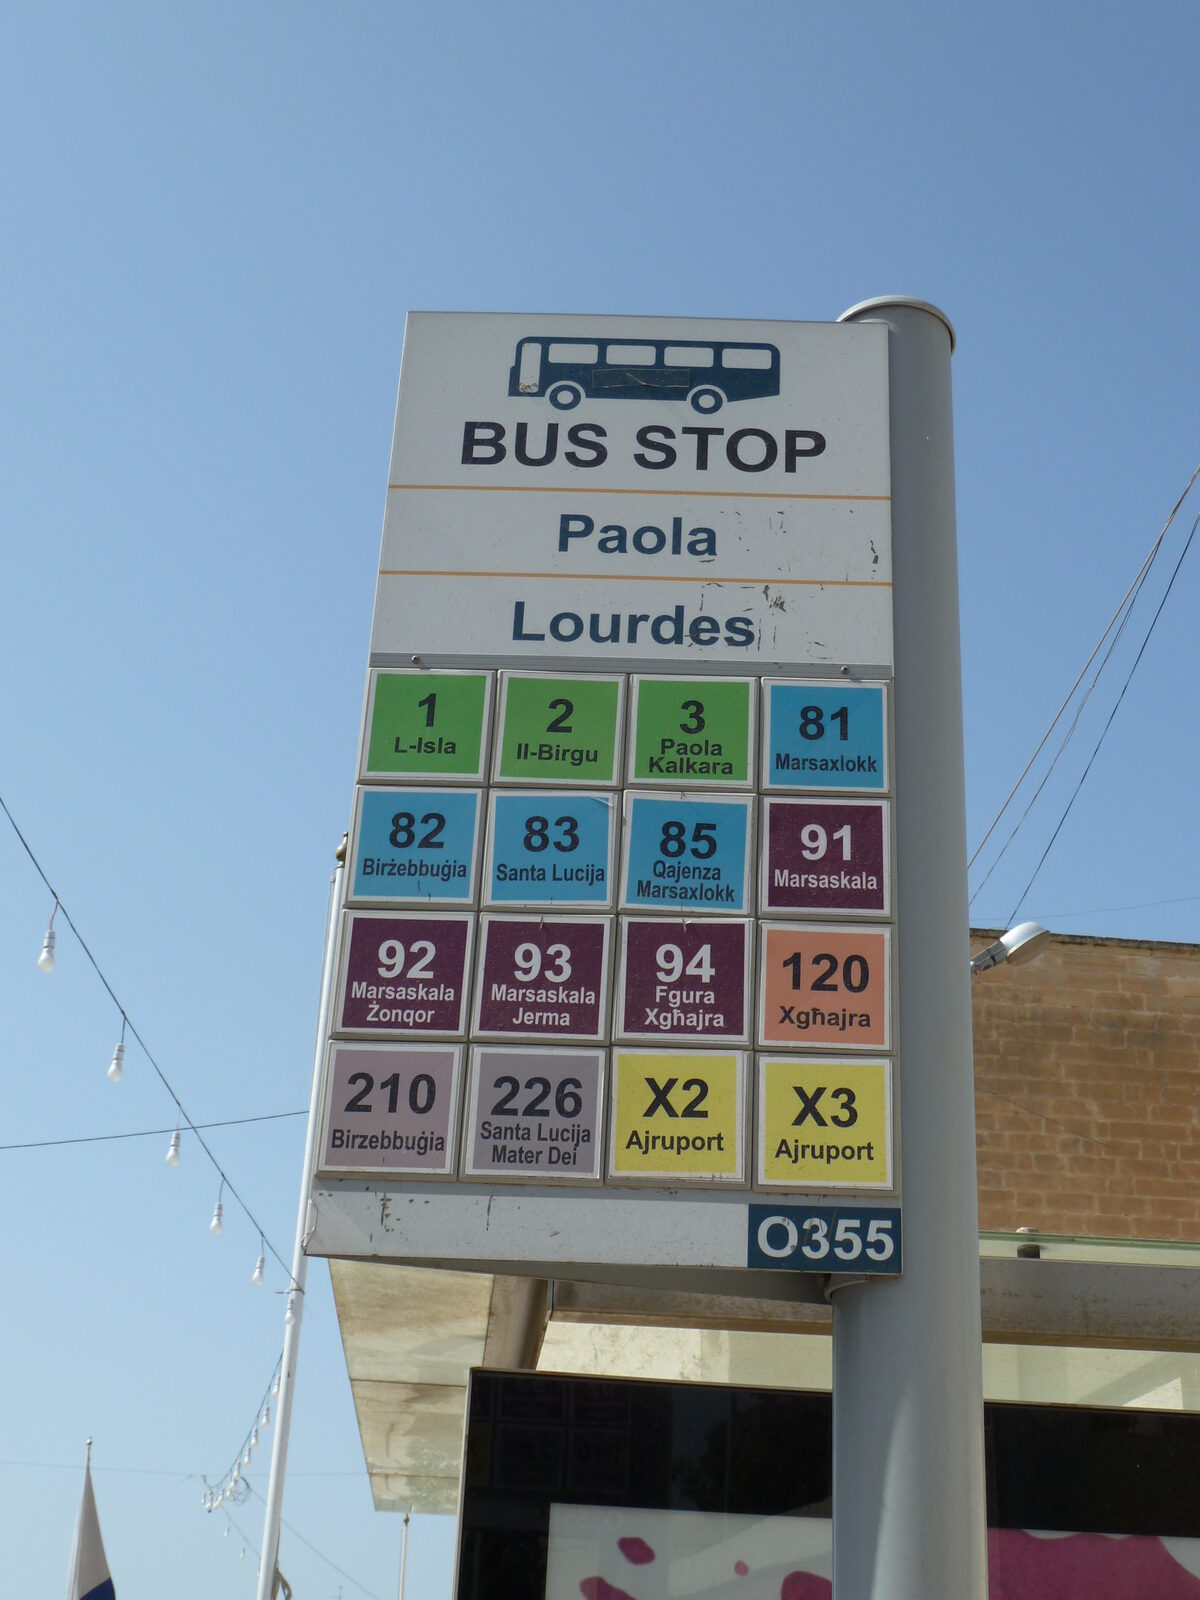 BUS STOP
Paola
Lourdes
1
L-Isla
2
Il-Birgu
3
Paola
Kalkara
81
Marsaxlokk
82
Birżebbuġia
83
Santa Lucija
85
Qajenza
Marsaxlokk
91
Marsaskala
92
Marsaskala
Żonqor
93
Marsaskala
Jerma
94
Fgura
Xgħajra
120
Xgħajra
210
Birzebbuġia
226
Santa Lucija
Mater Dei
X2
Ajruport
X3
Ajruport
O355